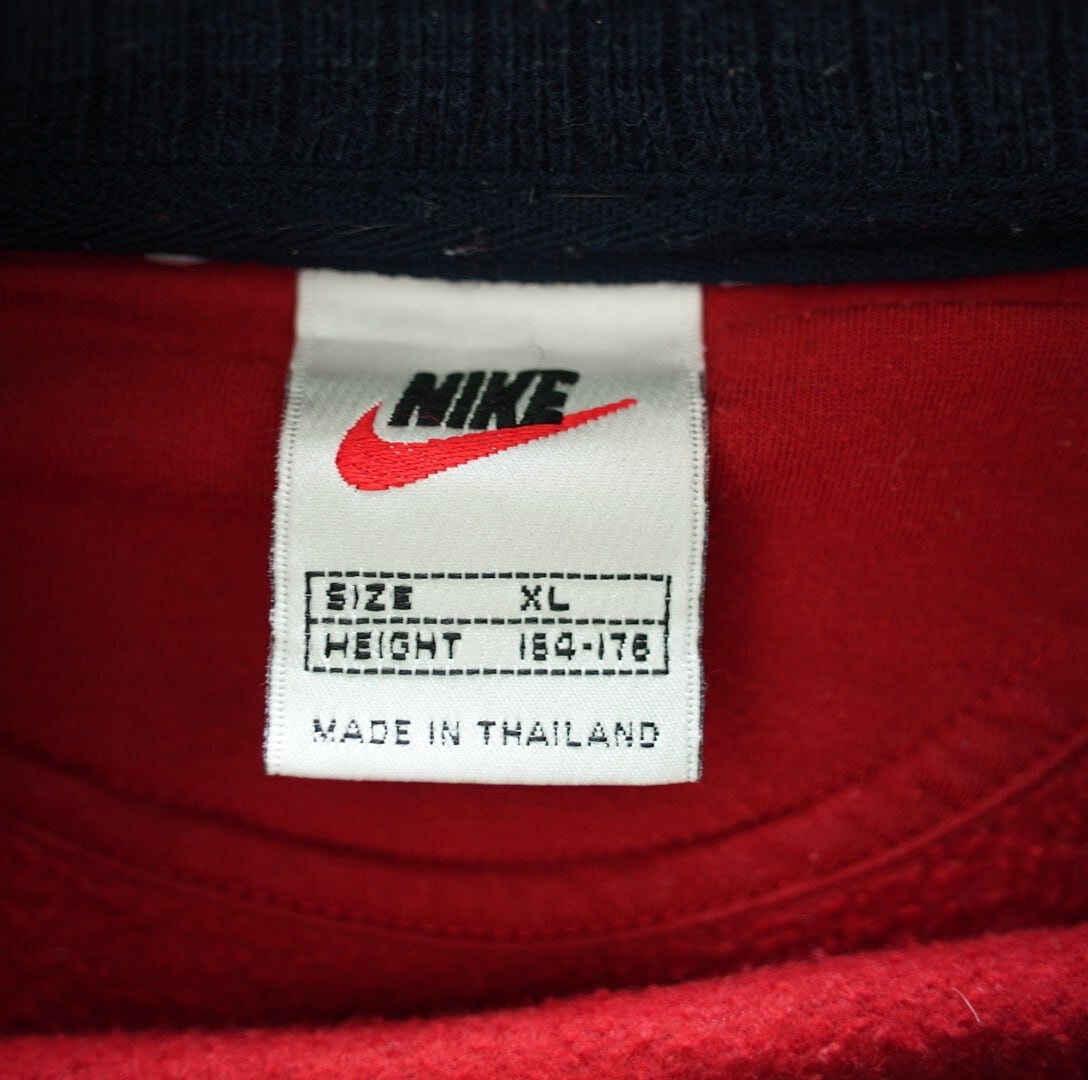 NIKE
SIZE XL
HEIGHT 164-176
MADE IN THAILAND